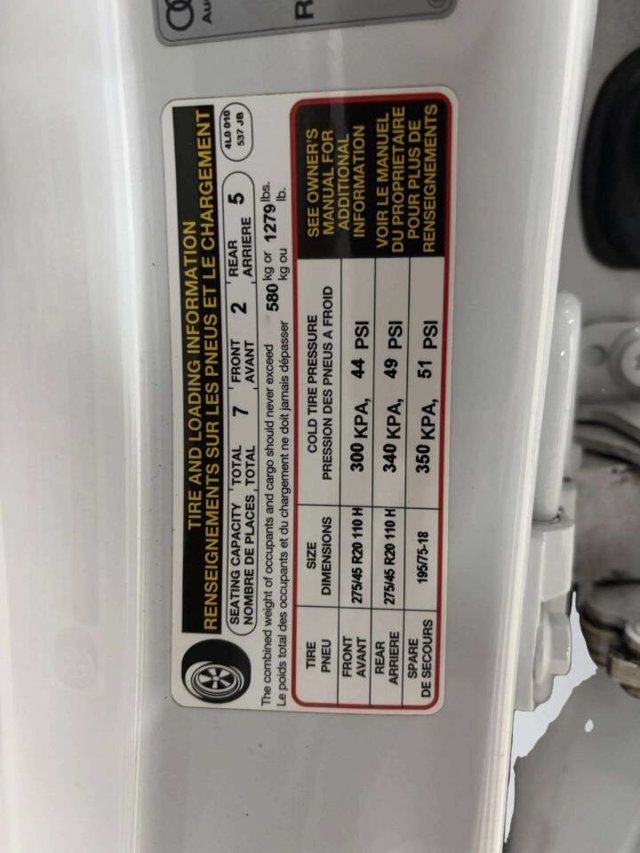 Au
R
TIRE AND LOADING INFORMATION
RENSEIGNEMENTS SUR LES PNEUS ET LE CHARGEMENT
SEATING CAPACITY TOTAL 7 FRONT 2 REAR 5
NOMBRE DE PLACES TOTAL AVANT ARRIERE
4L0 010
537 JB
The combined weight of occupants and cargo should never exceed 580 kg or 1279 lbs.
Le poids total des occupants et du chargement ne doit jamais dépasser kg ou lb.
TIRE SIZE COLD TIRE PRESSURE
PNEU DIMENSIONS PRESSION DES PNEUS A FROID
FRONT
AVANT
275/45 R20 110 H 300 KPA, 44 PSI
REAR
ARRIERE
275/45 R20 110 H 340 KPA, 49 PSI
SPARE
DE SECOURS
195/75-18 350 KPA, 51 PSI
SEE OWNER'S
MANUAL FOR
ADDITIONAL
INFORMATION
VOIR LE MANUEL
DU PROPRIETAIRE
POUR PLUS DE
RENSEIGNEMENTS